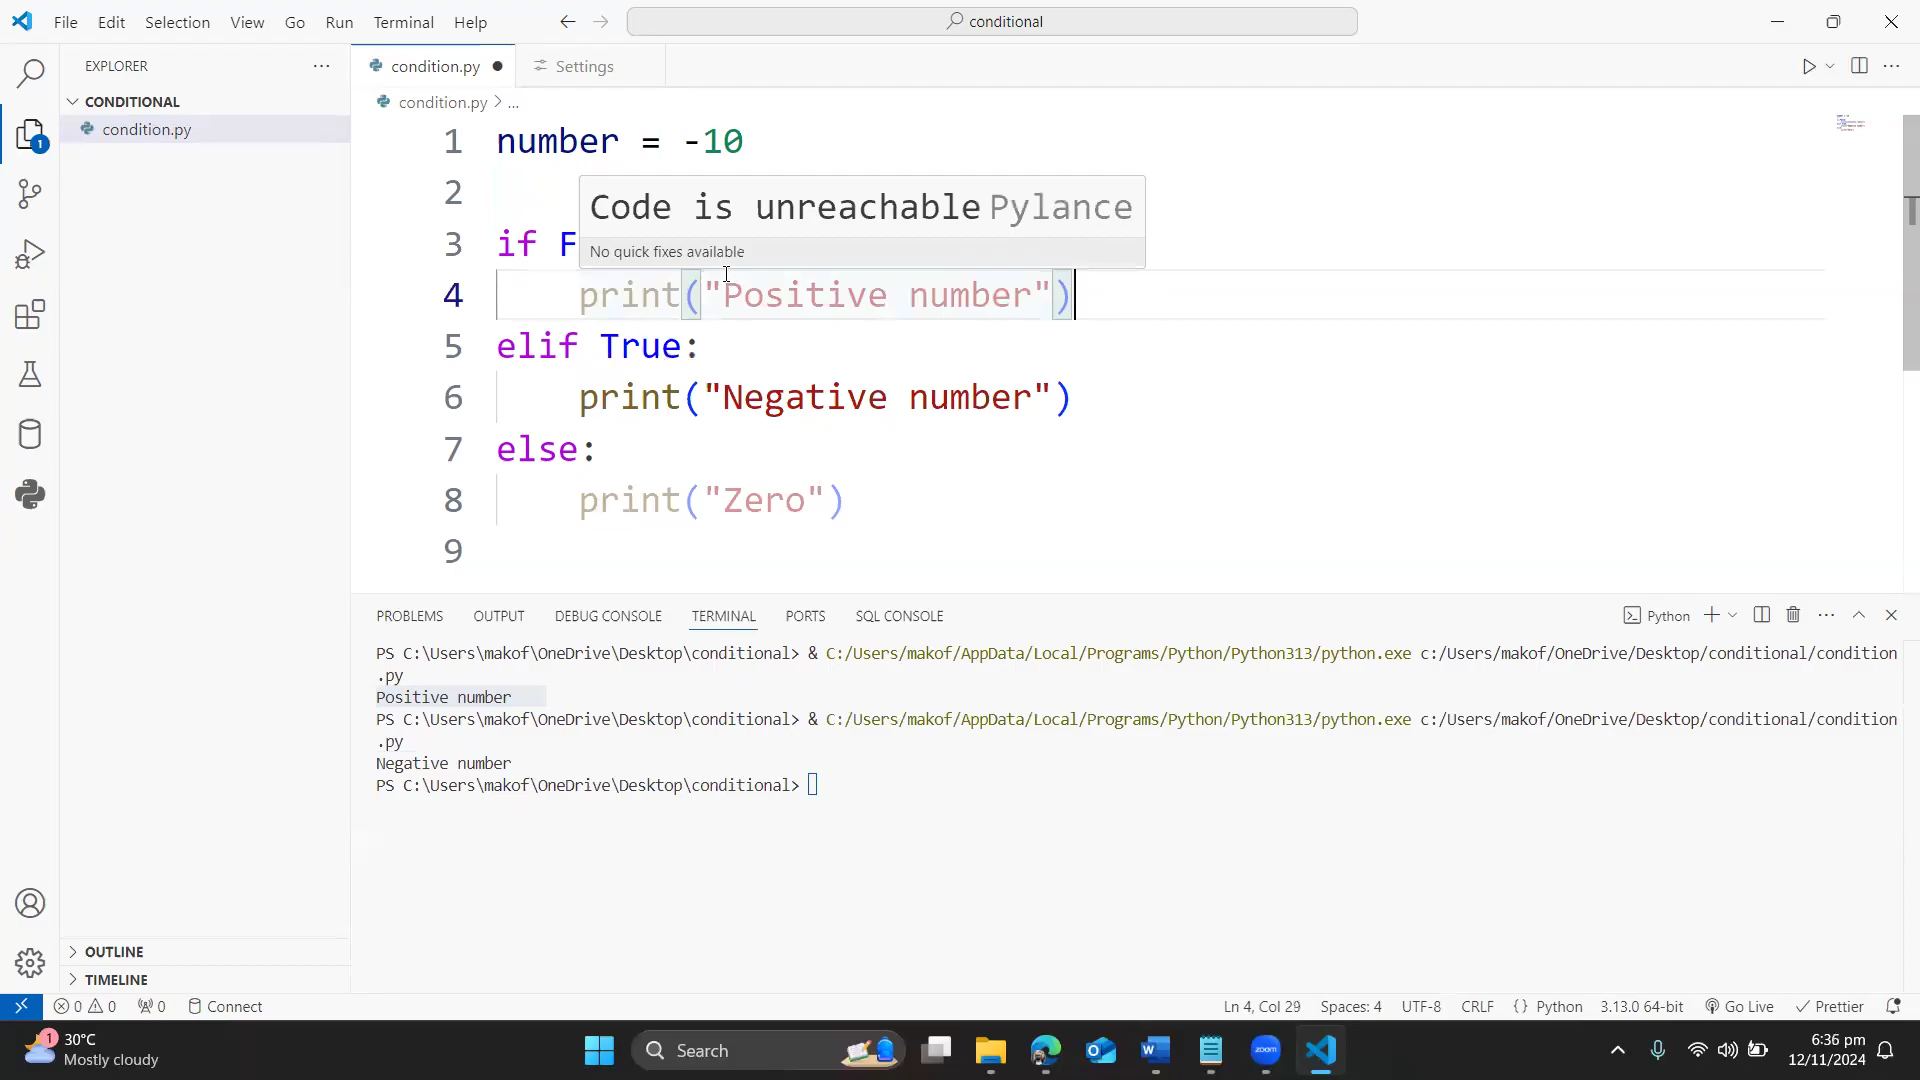 File Edit Selection View Go Run Terminal Help
conditional
EXPLORER
condition.py
Settings
CONDITIONAL
condition.py
1
condition.py > ...
1 number = -10
2
Code is unreachable Pylance
3 if F
No quick fixes available
4 print("Positive number")
5 elif True:
6 print("Negative number")
7 else:
8 print("Zero")
9
PROBLEMS OUTPUT DEBUG CONSOLE TERMINAL PORTS SQL CONSOLE
Python
PS C:\Users\makof\OneDrive\Desktop\conditional> & C:/Users/makof/AppData/Local/Programs/Python/Python313/python.exe c:/Users/makof/OneDrive/Desktop/conditional/condition
.py
Positive number
PS C:\Users\makof\OneDrive\Desktop\conditional> & C:/Users/makof/AppData/Local/Programs/Python/Python313/python.exe c:/Users/makof/OneDrive/Desktop/conditional/condition
.py
Negative number
PS C:\Users\makof\OneDrive\Desktop\conditional>
OUTLINE
TIMELINE
0 0 0 Connect
Ln 4, Col 29 Spaces: 4 UTF-8 CRLF {} Python 3.13.0 64-bit Go Live Prettier
1
30°C
Mostly cloudy
Search
zoom
6:36 pm
12/11/2024